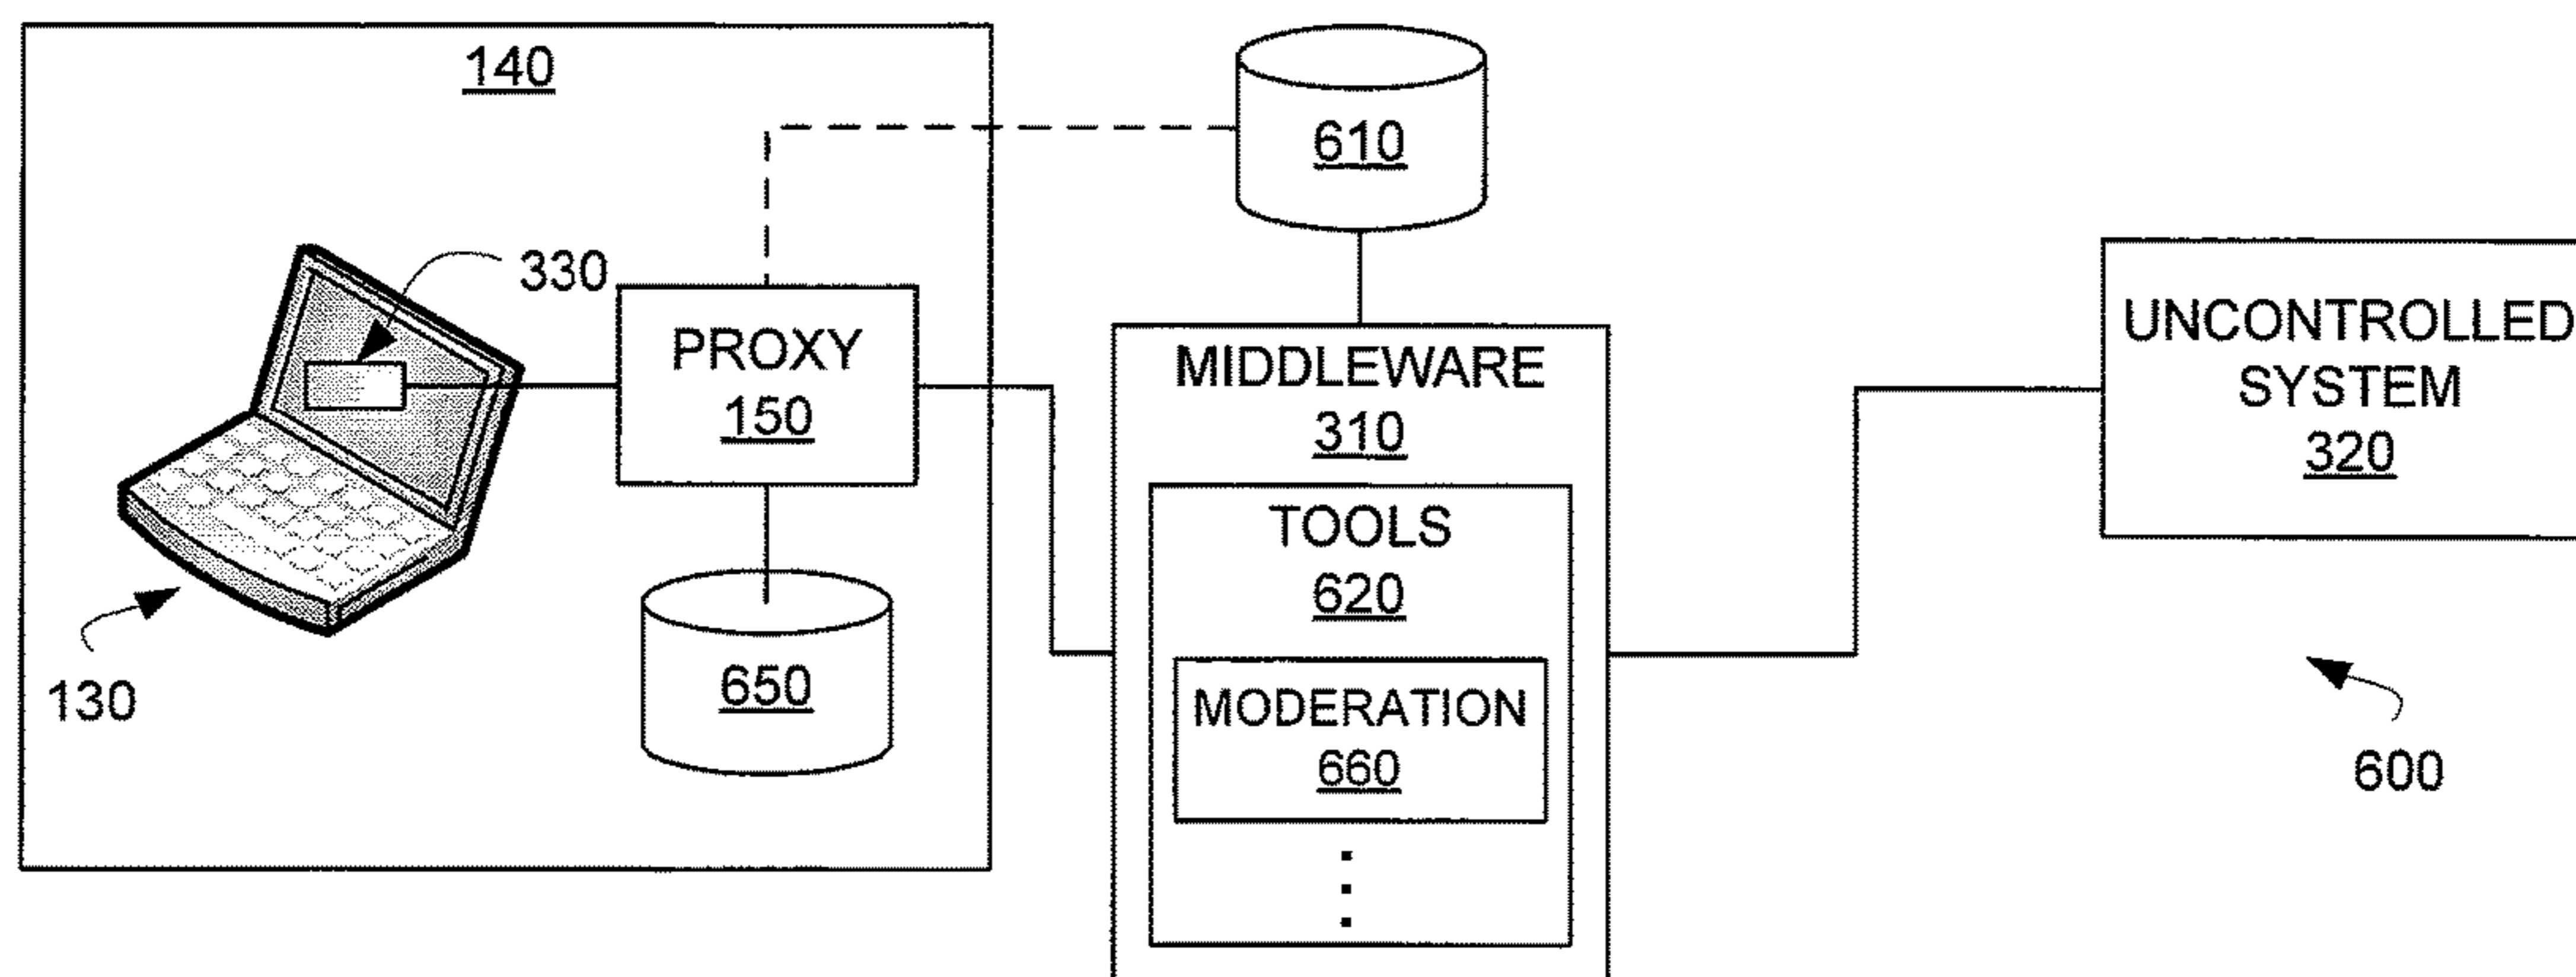 140
610
330
PROXY
150
MIDDLEWARE
310
UNCONTROLLED
SYSTEM
320
TOOLS
620
650
130
MODERATION
660
600